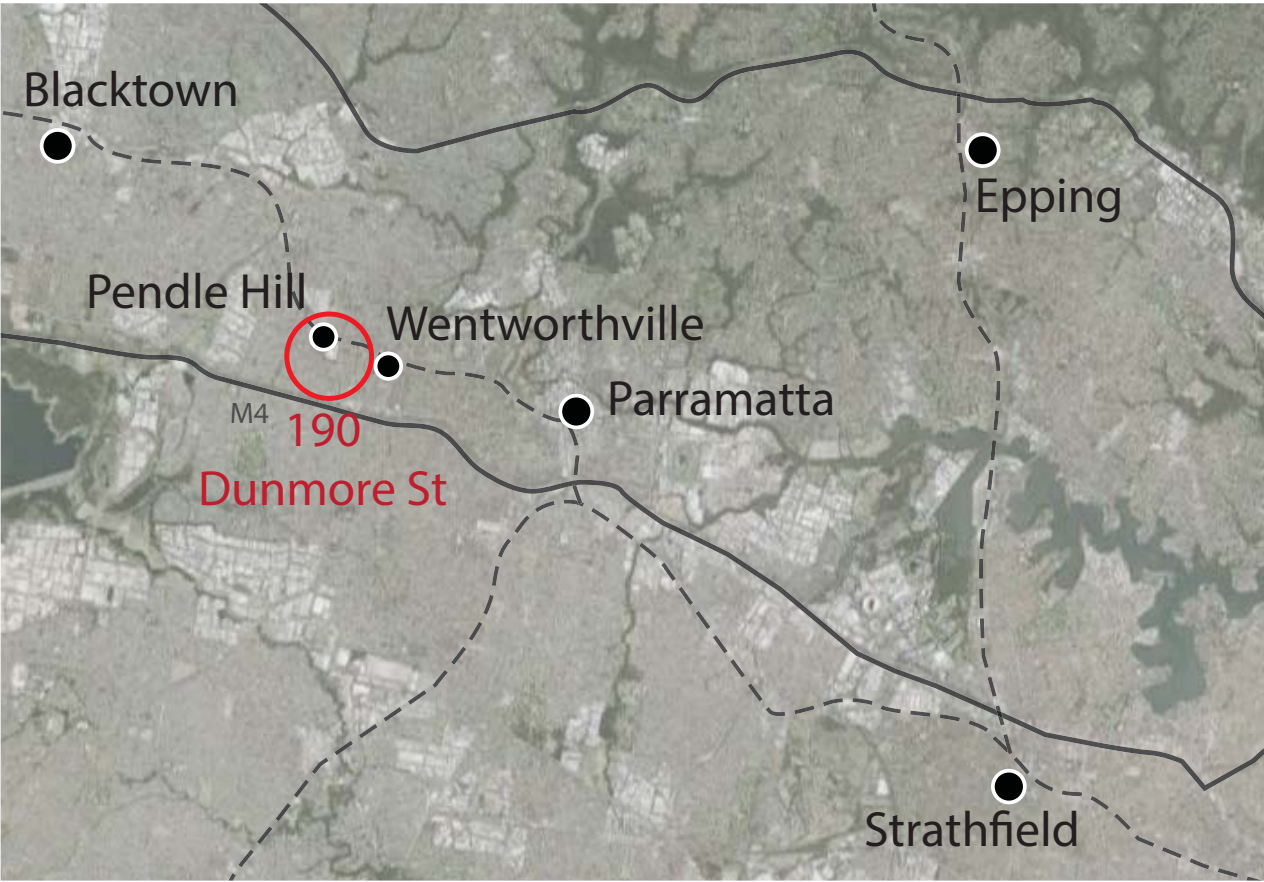 Blacktown
Epping
Pendle Hill
Wentworthville
Parramatta
M4
190
Dunmore St
Strathfield